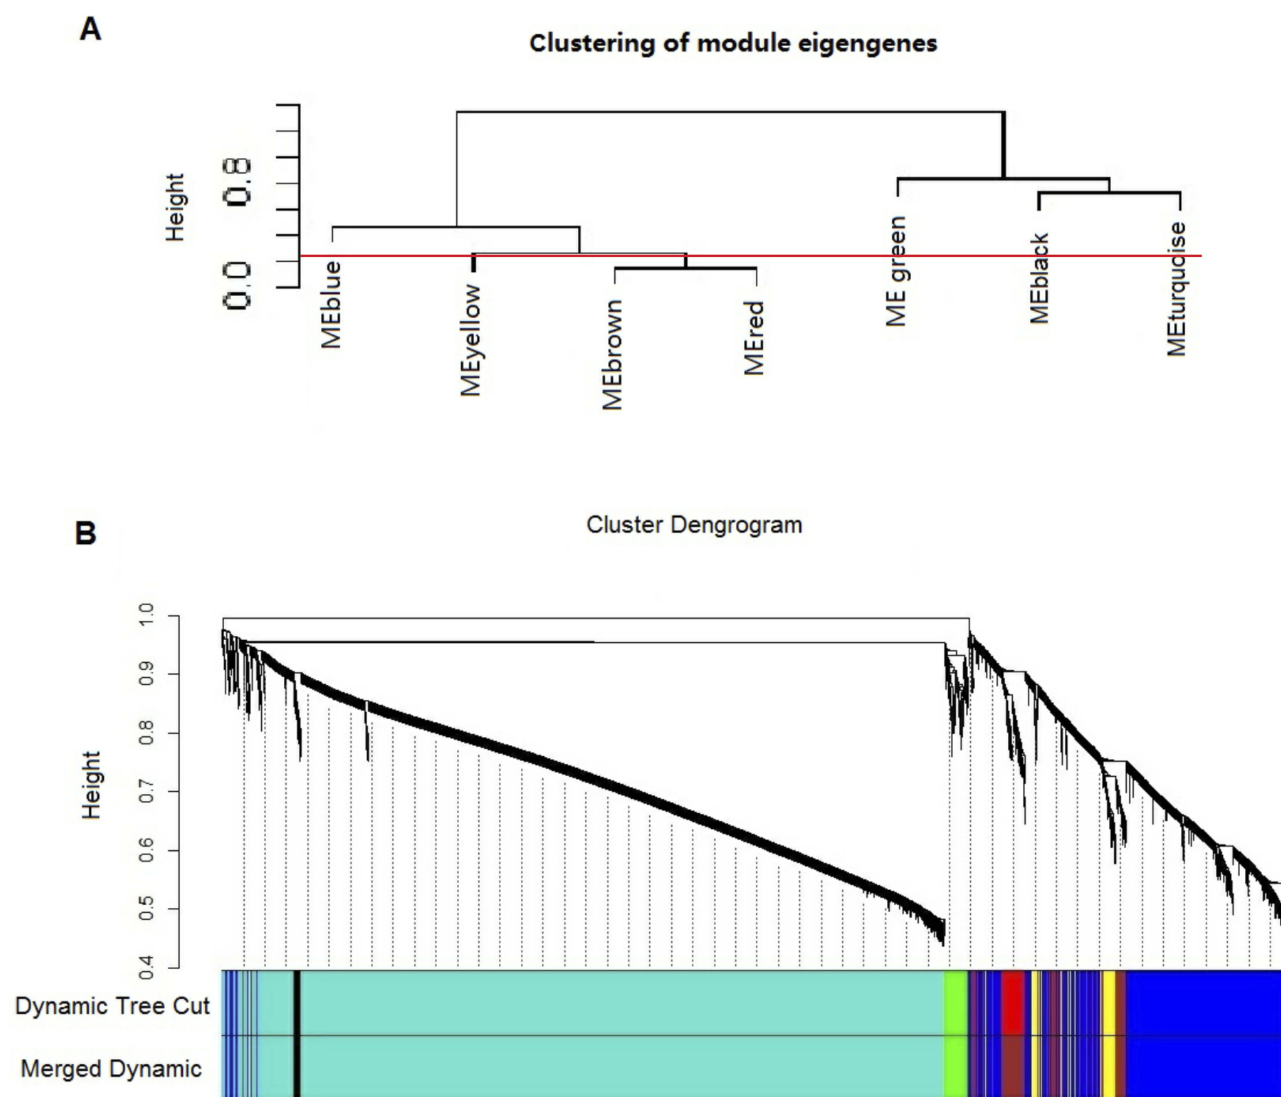 A
Clustering of module eigengenes
Height
0.8
0.0
MEblue
MEyellow
MEbrown
MEred
ME green
MEblack
MEturquoise
B
Cluster Dengrogram
Height
1.0
0.9
0.8
0.7
0.6
0.5
0.4
Dynamic Tree Cut
Merged Dynamic